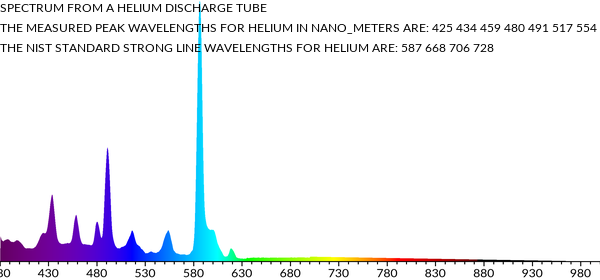 SPECTRUM FROM A HELIUM DISCHARGE TUBE
THE MEASURED PEAK WAVELENGTHS FOR HELIUM IN NANO_METERS ARE: 425 434 459 480 491 517 554
THE NIST STANDARD STRONG LINE WAVELENGTHS FOR HELIUM ARE: 587 668 706 728
30 430 480 530 580 630 680 730 780 830 880 930 980